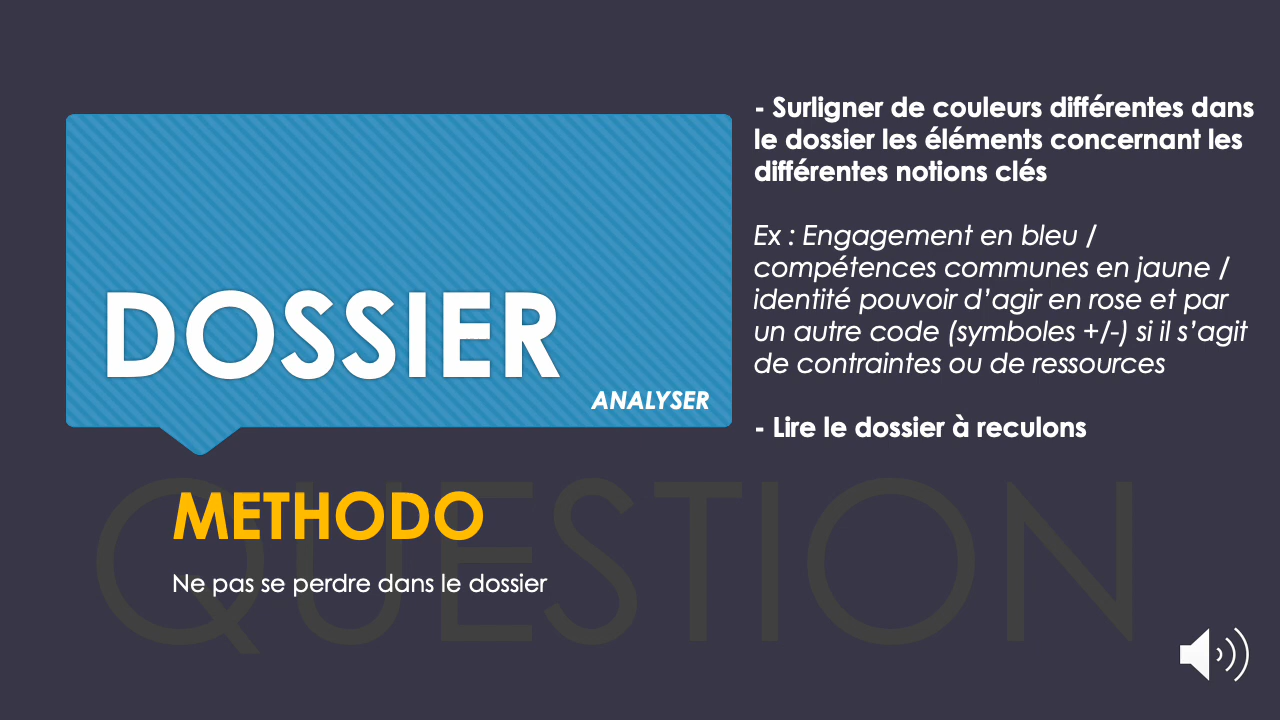 DOSSIER
ANALYSER
- Surligner de couleurs différentes dans
le dossier les éléments concernant les
différentes notions clés
Ex : Engagement en bleu /
compétences communes en jaune /
identité pouvoir d’agir en rose et par
un autre code (symboles +/-) si il s’agit
de contraintes ou de ressources
- Lire le dossier à reculons
QUESTION
METHODO
Ne pas se perdre dans le dossier